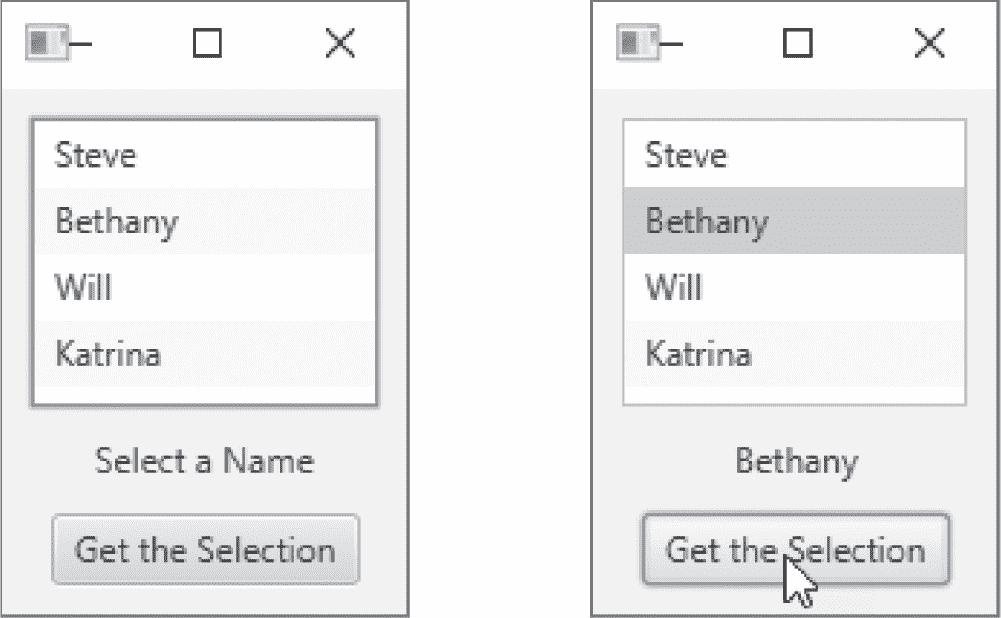 Steve
Bethany
Will
Katrina
Select a Name
Get the Selection
Steve
Bethany
Will
Katrina
Bethany
Get the Selection